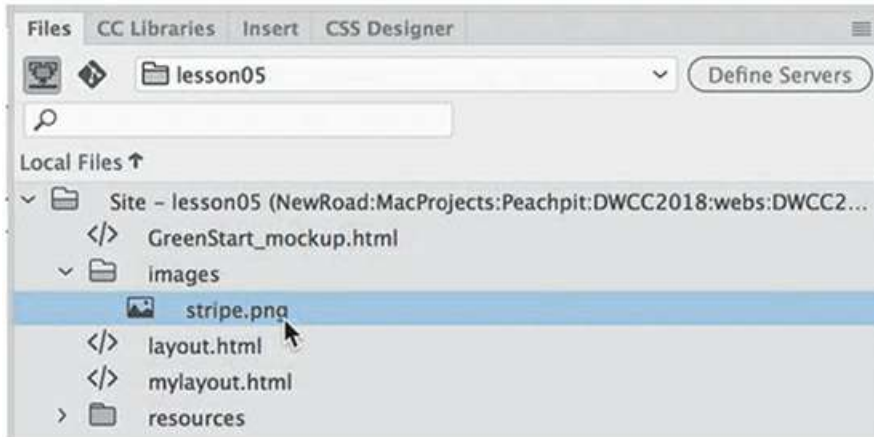 Files CC Libraries Insert CSS Designer
lesson05 Define Servers
Local Files ↑
Site – lesson05 (NewRoad:MacProjects:Peachpit:DWCC2018:webs:DWCC2...
</> GreenStart_mockup.html
images
stripe.png
</> layout.html
</> mylayout.html
resources